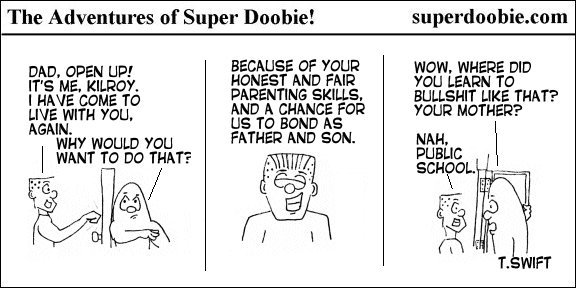 The Adventures of Super Doobie!
superdoobie.com
DAD, OPEN UP!
IT'S ME, KILROY.
I HAVE COME TO
LIVE WITH YOU,
AGAIN.
WHY WOULD YOU
WANT TO DO THAT?
BECAUSE OF YOUR
HONEST AND FAIR
PARENTING SKILLS,
AND A CHANCE FOR
US TO BOND AS
FATHER AND SON.
WOW, WHERE DID
YOU LEARN TO
BULLSHIT LIKE THAT?
YOUR MOTHER?
NAH,
PUBLIC
SCHOOL.
T.SWIFT